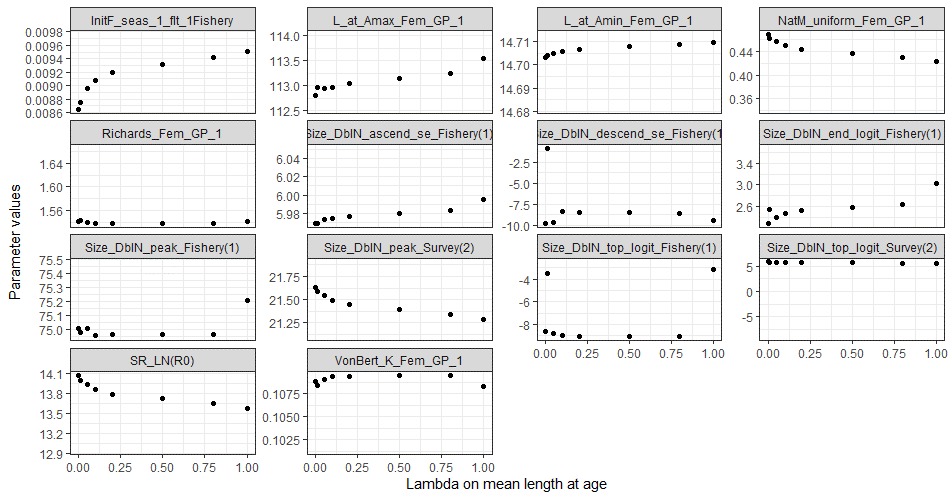 InitF_seas_1_flt_1Fishery
L_at_Amax_Fem_GP_1
L_at_Amin_Fem_GP_1
NatM_uniform_Fem_GP_1
0.0098
0.0096
0.0094
0.0092
0.0090
0.0088
0.0086
114.0
113.5
113.0
112.5
14.71
14.70
14.69
14.68
0.44
0.40
0.36
Richards_Fem_GP_1
Size_DblN_ascend_se_Fishery(1)
Size_DblN_descend_se_Fishery(1
Size_DblN_end_logit_Fishery(1)
1.64
1.60
1.56
6.04
6.02
6.00
5.98
-2.5
-5.0
-7.5
-10.0
3.4
3.0
2.6
Size_DblN_peak_Fishery(1)
Size_DblN_peak_Survey(2)
Size_DblN_top_logit_Fishery(1)
Size_DblN_top_logit_Survey(2)
75.5
75.4
75.3
75.2
75.1
75.0
21.75
21.50
21.25
-2
-4
-6
-8
5
0
-5
SR_LN(R0)
VonBert_K_Fem_GP_1
14.1
13.8
13.5
13.2
12.9
0.1075
0.1050
0.1025
0.00 0.25 0.50 0.75 1.00
0.00 0.25 0.50 0.75 1.00
0.00 0.25 0.50 0.75 1.00
0.00 0.25 0.50 0.75 1.00
Parameter values
Lambda on mean length at age